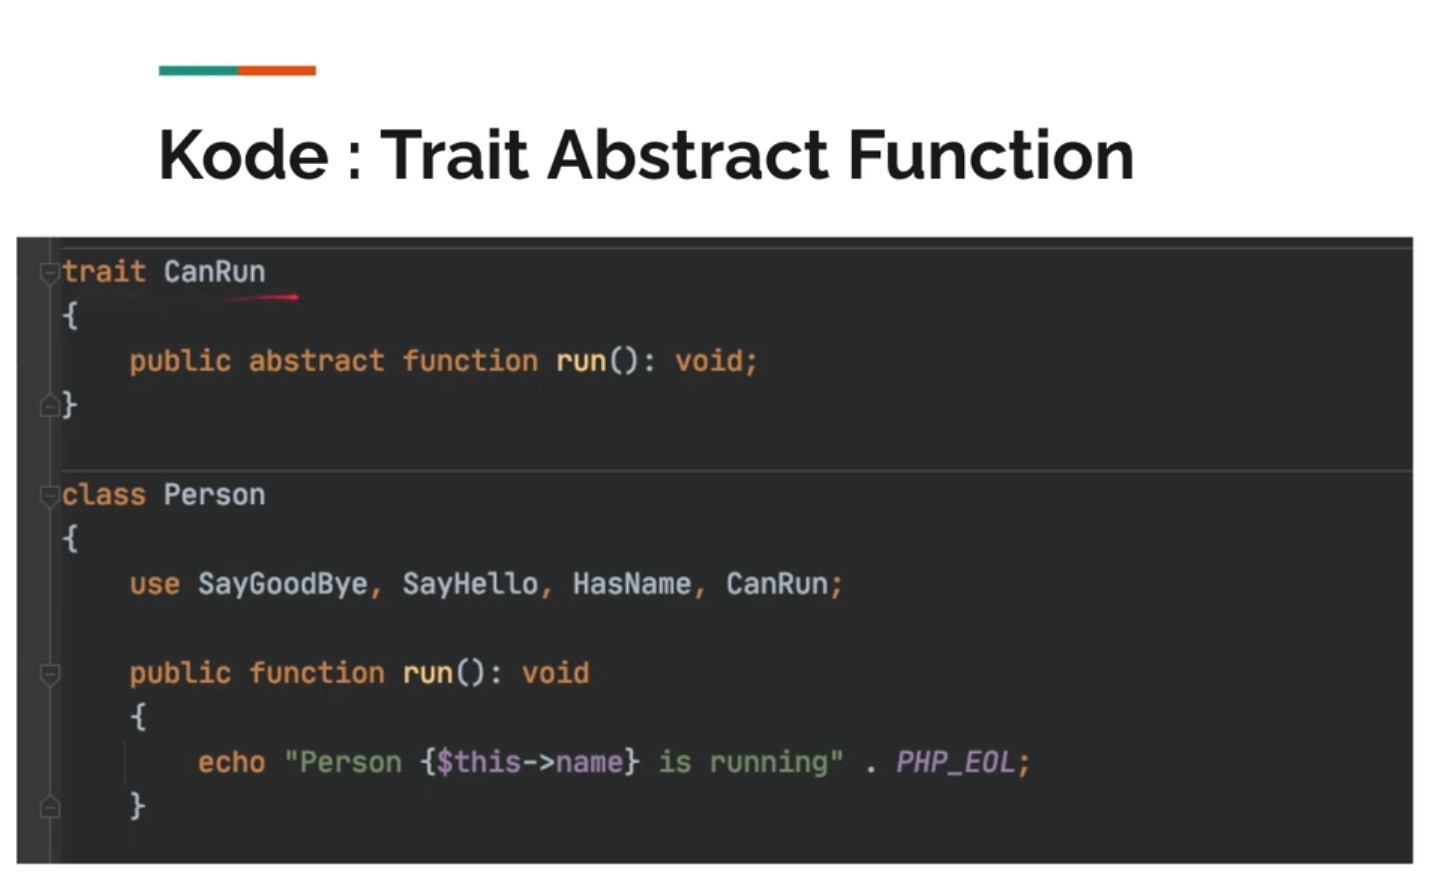 Kode : Trait Abstract Function
trait CanRun
{
public abstract function run(): void;
}
class Person
{
use SayGoodBye, SayHello, HasName, CanRun;
public function run(): void
{
echo "Person {$this->name} is running" . PHP_EOL;
}